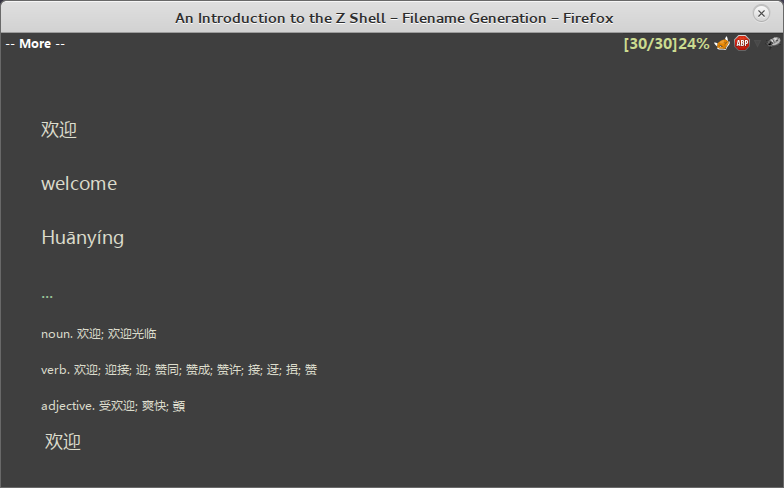 An Introduction to the Z Shell - Filename Generation - Firefox
-- More --
[30/30]24%
ABP
欢迎
welcome
Huānyíng
...
noun. 欢迎; 欢迎光临
verb. 欢迎; 迎接; 迎; 赞同; 赞成; 赞许; 接; 迓; 揖; 赞
adjective. 受欢迎; 爽快;
欢迎